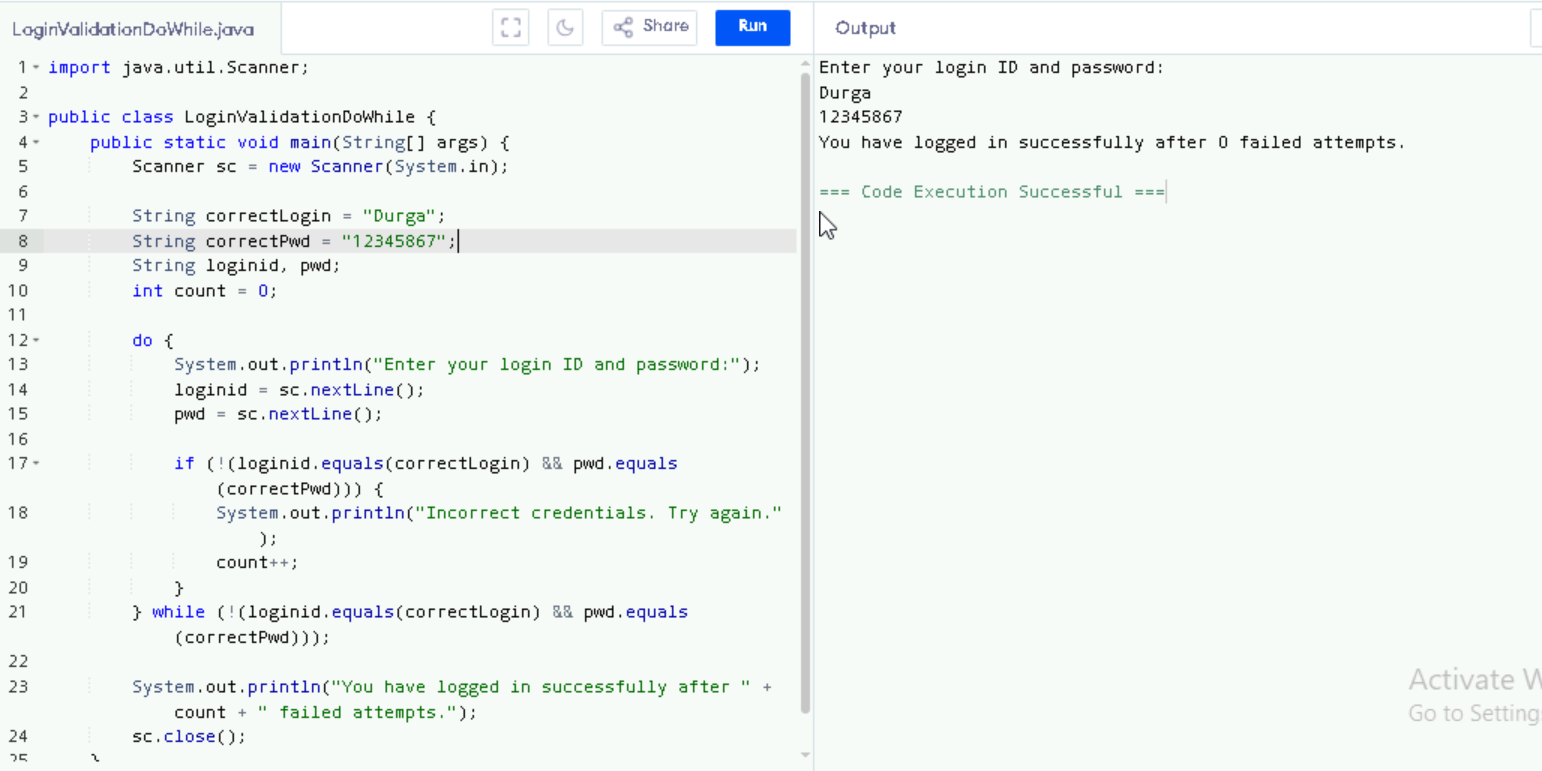 LoginValidationDoWhile.java
Share
Run
Output
1 import java.util.Scanner;
2
3 public class LoginValidationDoWhile {
4     public static void main(String[] args) {
5         Scanner sc = new Scanner(System.in);
6
7         String correctLogin = "Durga";
8         String correctPwd = "12345867";
9         String loginid, pwd;
10         int count = 0;
11
12         do {
13             System.out.println("Enter your login ID and password:");
14             loginid = sc.nextLine();
15             pwd = sc.nextLine();
16
17             if (!(loginid.equals(correctLogin) && pwd.equals
                (correctPwd))) {
18                 System.out.println("Incorrect credentials. Try again."
                    );
19                 count++;
20             }
21         } while (!(loginid.equals(correctLogin) && pwd.equals
            (correctPwd)));
22
23         System.out.println("You have logged in successfully after " +
            count + " failed attempts.");
24         sc.close();
25     }
Enter your login ID and password:
Durga
12345867
You have logged in successfully after 0 failed attempts.
=== Code Execution Successful ===
Activate W
Go to Setting